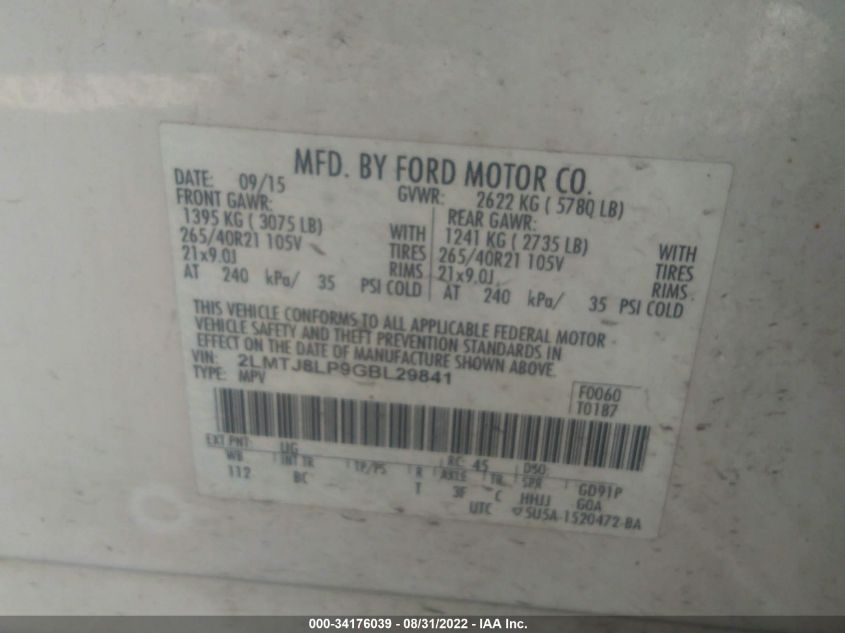 MFD. BY FORD MOTOR CO.
DATE: 09/15 GVWR: 2622 KG ( 5780 LB)
FRONT GAWR: REAR GAWR:
1395 KG ( 3075 LB) WITH 1241 KG ( 2735 LB) WITH
265/40R21 105V TIRES 265/40R21 105V TIRES
21x9.0J RIMS 21x9.0J RIMS
AT 240 kPa/ 35 PSI COLD AT 240 kPa/ 35 PSI COLD
THIS VEHICLE CONFORMS TO ALL APPLICABLE FEDERAL MOTOR
VEHICLE SAFETY AND THEFT PREVENTION STANDARDS IN
EFFECT ON THE DATE OF MANUFACTURE SHOWN ABOVE.
VIN: 2LMTJ8LP9GBL29841
TYPE: MPV
F0060
T0187
EXT PNT: UG RC: 45 DSO:
WB INT TR TP/PS R AXLE TR SPR GD91P
112 BC T 3F C HHJJ GOA
UTC 5U5A-1520472-BA
000-34176039 - 08/31/2022 - IAA Inc.